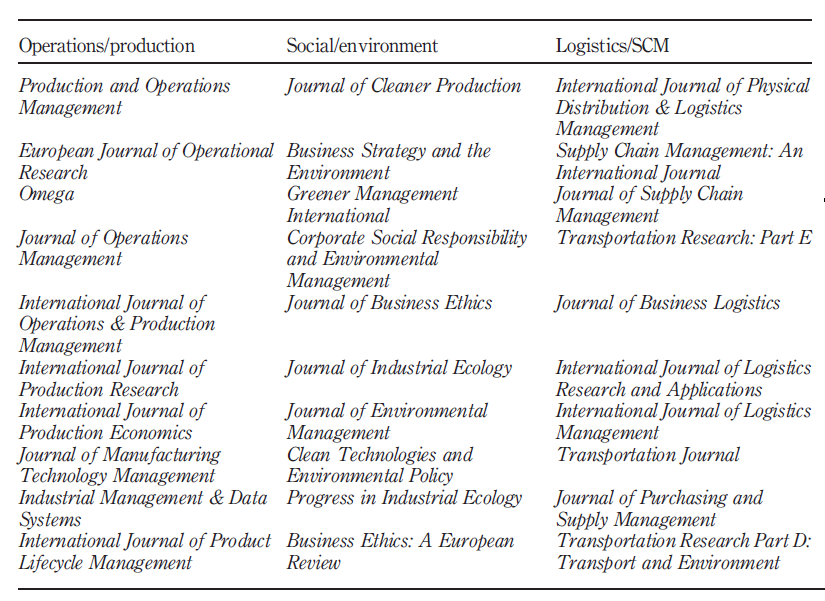 Operations/production Social/environment Logistics/SCM
Production and Operations Journal of Cleaner Production International Journal of Physical
Management Distribution & Logistics
Management
European Journal of Operational Business Strategy and the Supply Chain Management: An
Research Environment International Journal
Omega Greener Management Journal of Supply Chain
International Management
Journal of Operations Corporate Social Responsibility Transportation Research: Part E
Management and Environmental
Management
International Journal of Journal of Business Ethics Journal of Business Logistics
Operations & Production
Management
International Journal of Journal of Industrial Ecology International Journal of Logistics
Production Research Research and Applications
International Journal of Journal of Environmental International Journal of Logistics
Production Economics Management Management
Journal of Manufacturing Clean Technologies and Transportation Journal
Technology Management Environmental Policy
Industrial Management & Data Progress in Industrial Ecology Journal of Purchasing and
Systems Supply Management
International Journal of Product Business Ethics: A European Transportation Research Part D:
Lifecycle Management Review Transport and Environment